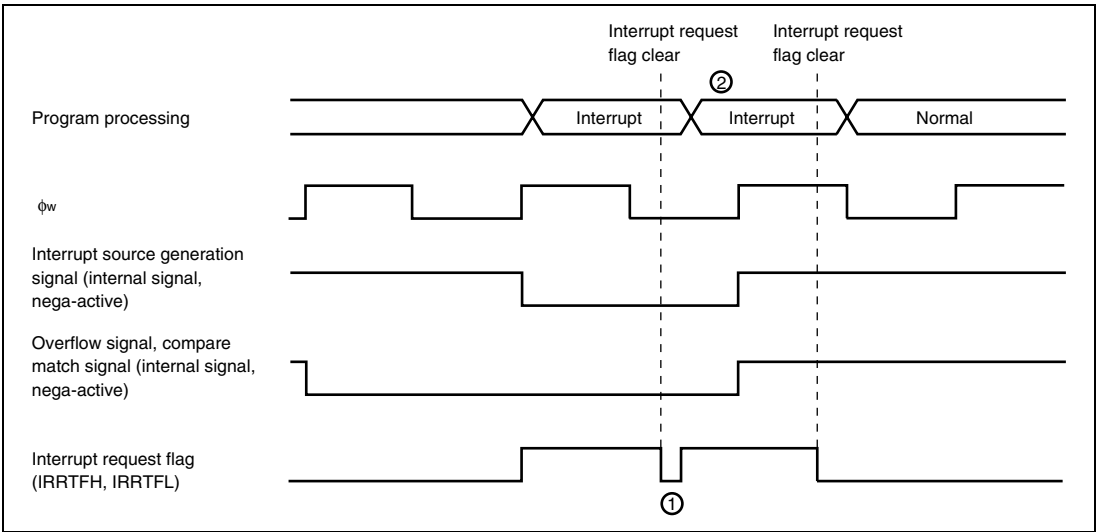 Interrupt request
flag clear
Interrupt request
flag clear
②
Program processing
Interrupt
Interrupt
Normal
φw
Interrupt source generation
signal (internal signal,
nega-active)
Overflow signal, compare
match signal (internal signal,
nega-active)
Interrupt request flag
(IRRTFH, IRRTFL)
①